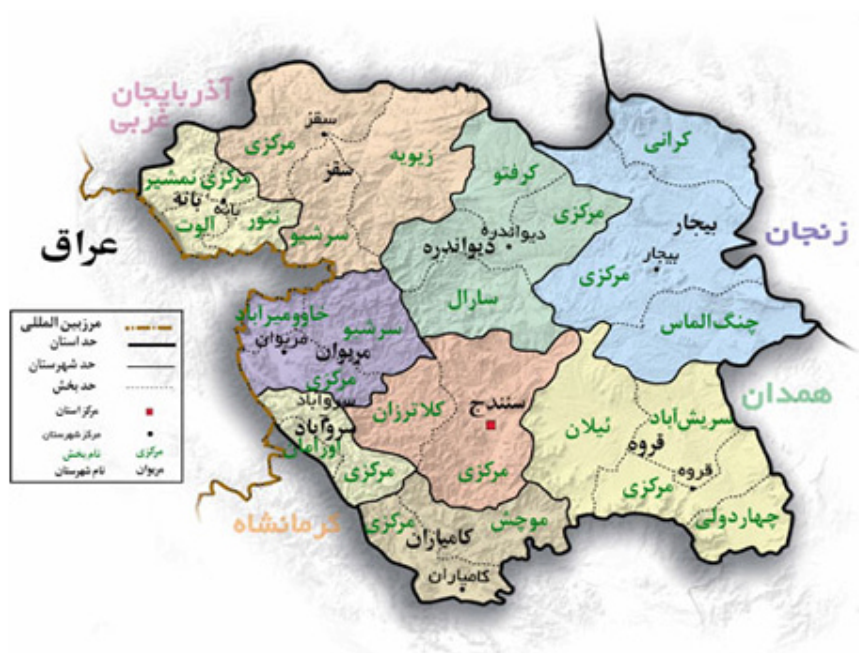 آذربایجان
غربی
عراق
زنجان
همدان
کرمانشاه
سقز
مرکزی
سقز
زیویه
سرشیو
مرکزی
نمشیر
بانه
بانه
ننور
آلوت
کرفتو
مرکزی
دیواندره
دیواندره
سارال
کرانی
بیجار
بیجار
مرکزی
چنگ‌الماس
خاوومیرآباد
سرشیو
مریوان
مریوان
مرکزی
سروآباد
سروآباد
اورامان
مرکزی
کلاترزان
سنندج
مرکزی
ئیلان
سریش‌آباد
قروه
قروه
مرکزی
چهاردولی
مرکزی
موچش
کامیاران
کامیاران
مرزبین المللی
حد استان
حد شهرستان
حد بخش
مرکز استان
مرکز شهرستان
نام بخش
مرکزی
نام شهرستان
مریوان